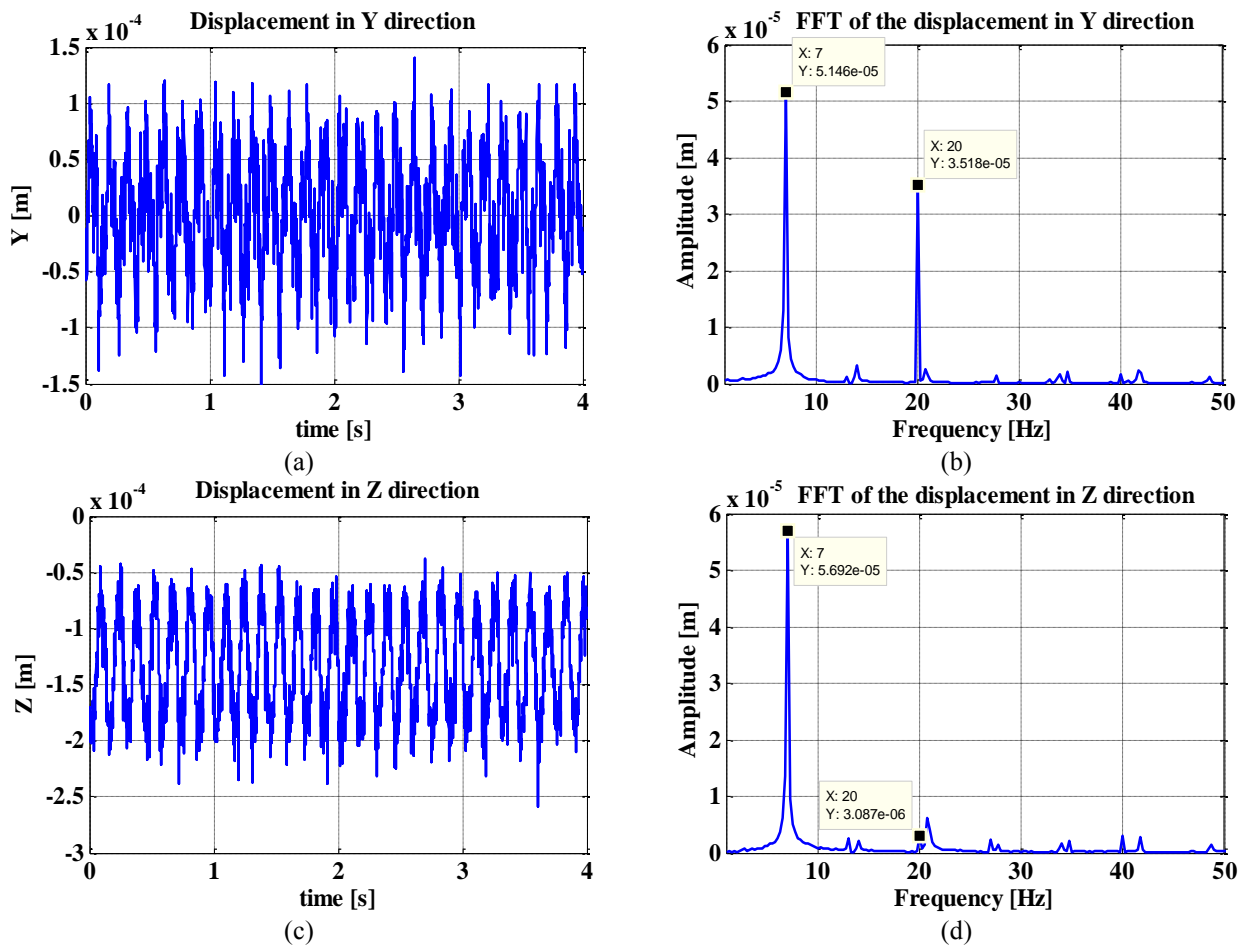 x 10-4 Displacement in Y direction
1.5
1
0.5
0
-0.5
-1
-1.5
Y [m]
0 1 2 3 4
time [s]
(a)
x 10-5 FFT of the displacement in Y direction
6
5
4
3
2
1
0
Amplitude [m]
X: 7
Y: 5.146e-05
X: 20
Y: 3.518e-05
10 20 30 40 50
Frequency [Hz]
(b)
x 10-4 Displacement in Z direction
0
-0.5
-1
-1.5
-2
-2.5
-3
Z [m]
0 1 2 3 4
time [s]
(c)
x 10-5 FFT of the displacement in Z direction
6
5
4
3
2
1
0
Amplitude [m]
X: 7
Y: 5.692e-05
X: 20
Y: 3.087e-06
10 20 30 40 50
Frequency [Hz]
(d)